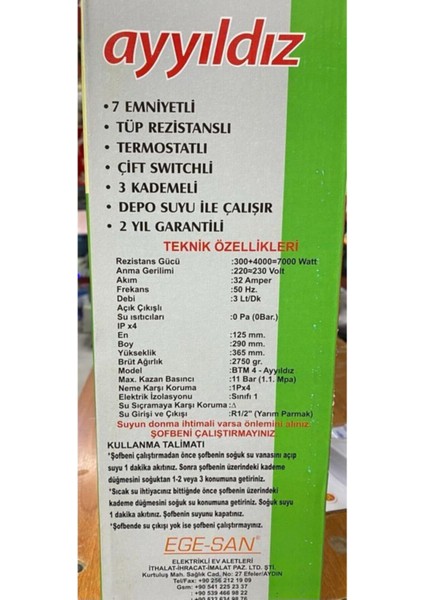 ayyıldız
• 7 EMNİYETLİ
• TÜP REZİSTANSLI
• TERMOSTATLI
• ÇİFT SWITCHLİ
• 3 KADEMELİ
• DEPO SUYU İLE ÇALIŞIR
• 2 YIL GARANTİLİ
TEKNİK ÖZELLİKLERİ
Rezistans Gücü :300+4000=7000 Watt
Anma Gerilimi :220=230 Volt
Akım :32 Amper
Frekans :50 Hz.
Debi :3 Lt/Dk
Açık Çıkışlı
Su ısıtıcıları :0 Pa (0Bar.)
IP x4
En :125 mm.
Boy :290 mm.
Yükseklik :365 mm.
Brüt Ağırlık :2750 gr.
Model :BTM 4 - Ayyıldız
Max. Kazan Basıncı :11 Bar (1.1. Mpa)
Neme Karşı Koruma :1Px4
Elektrik İzolasyonu :Sınıfı 1
Su Sıçramaya Karşı Koruma :∆
Su Girişi ve Çıkışı :R1/2" (Yarım Parmak)
Suyun donma ihtimali varsa önlemini alınız
ŞOFBENİ ÇALIŞTIRMAYINIZ
KULLANMA TALİMATI
*Şofbeni çalıştırmadan önce şofbenin soğuk su vanasını açıp
suyu 1 dakika akıtınız. Sonra şofbenin üzerindeki kademe
düğmesini soğuktan 1-2 veya 3 konumuna getiriniz.
*Sıcak su ihtiyacınız bittiğinde önce şofbenin üzerindeki
kademe düğmesini soğuk su konumuna getiriniz. Soğuk suyu
1 dakika akıtınız. Şofbenin suyunu kapatınız.
*Şofbende su çıkışı yok ise şofbeni çalıştırmayınız.
EGE-SAN®
ELEKTRİKLİ EV ALETLERİ
İTHALAT-İHRACAT-İMALAT PAZ. LTD. ŞTİ.
Kurtuluş Mah. Sağlık Cad, No: 27 Efeler/AYDIN
Tel/Fax: +90 256 212 19 09
Gsm: +90 541 225 23 37
+90 539 466 98 22